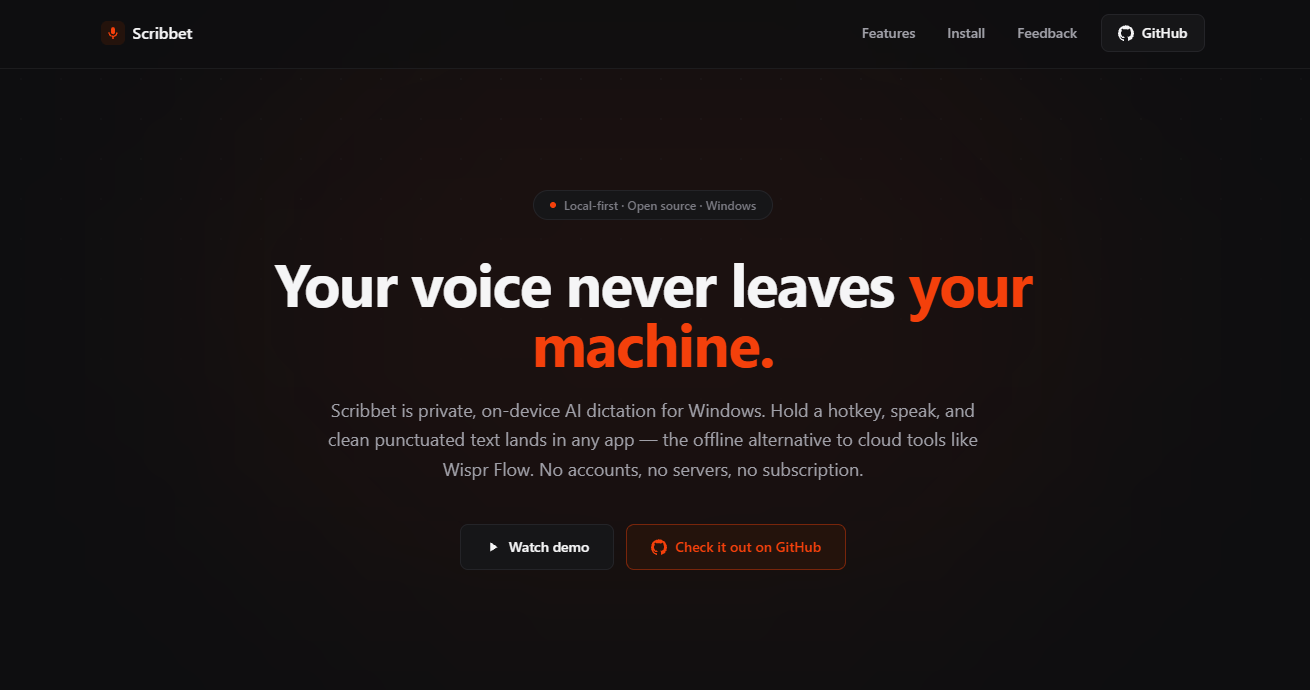 Scribbet
Features
Install
Feedback
GitHub
Local-first · Open source · Windows
Your voice never leaves your
machine.
Scribbet is private, on-device AI dictation for Windows. Hold a hotkey, speak, and
clean punctuated text lands in any app — the offline alternative to cloud tools like
Wispr Flow. No accounts, no servers, no subscription.
Watch demo
Check it out on GitHub